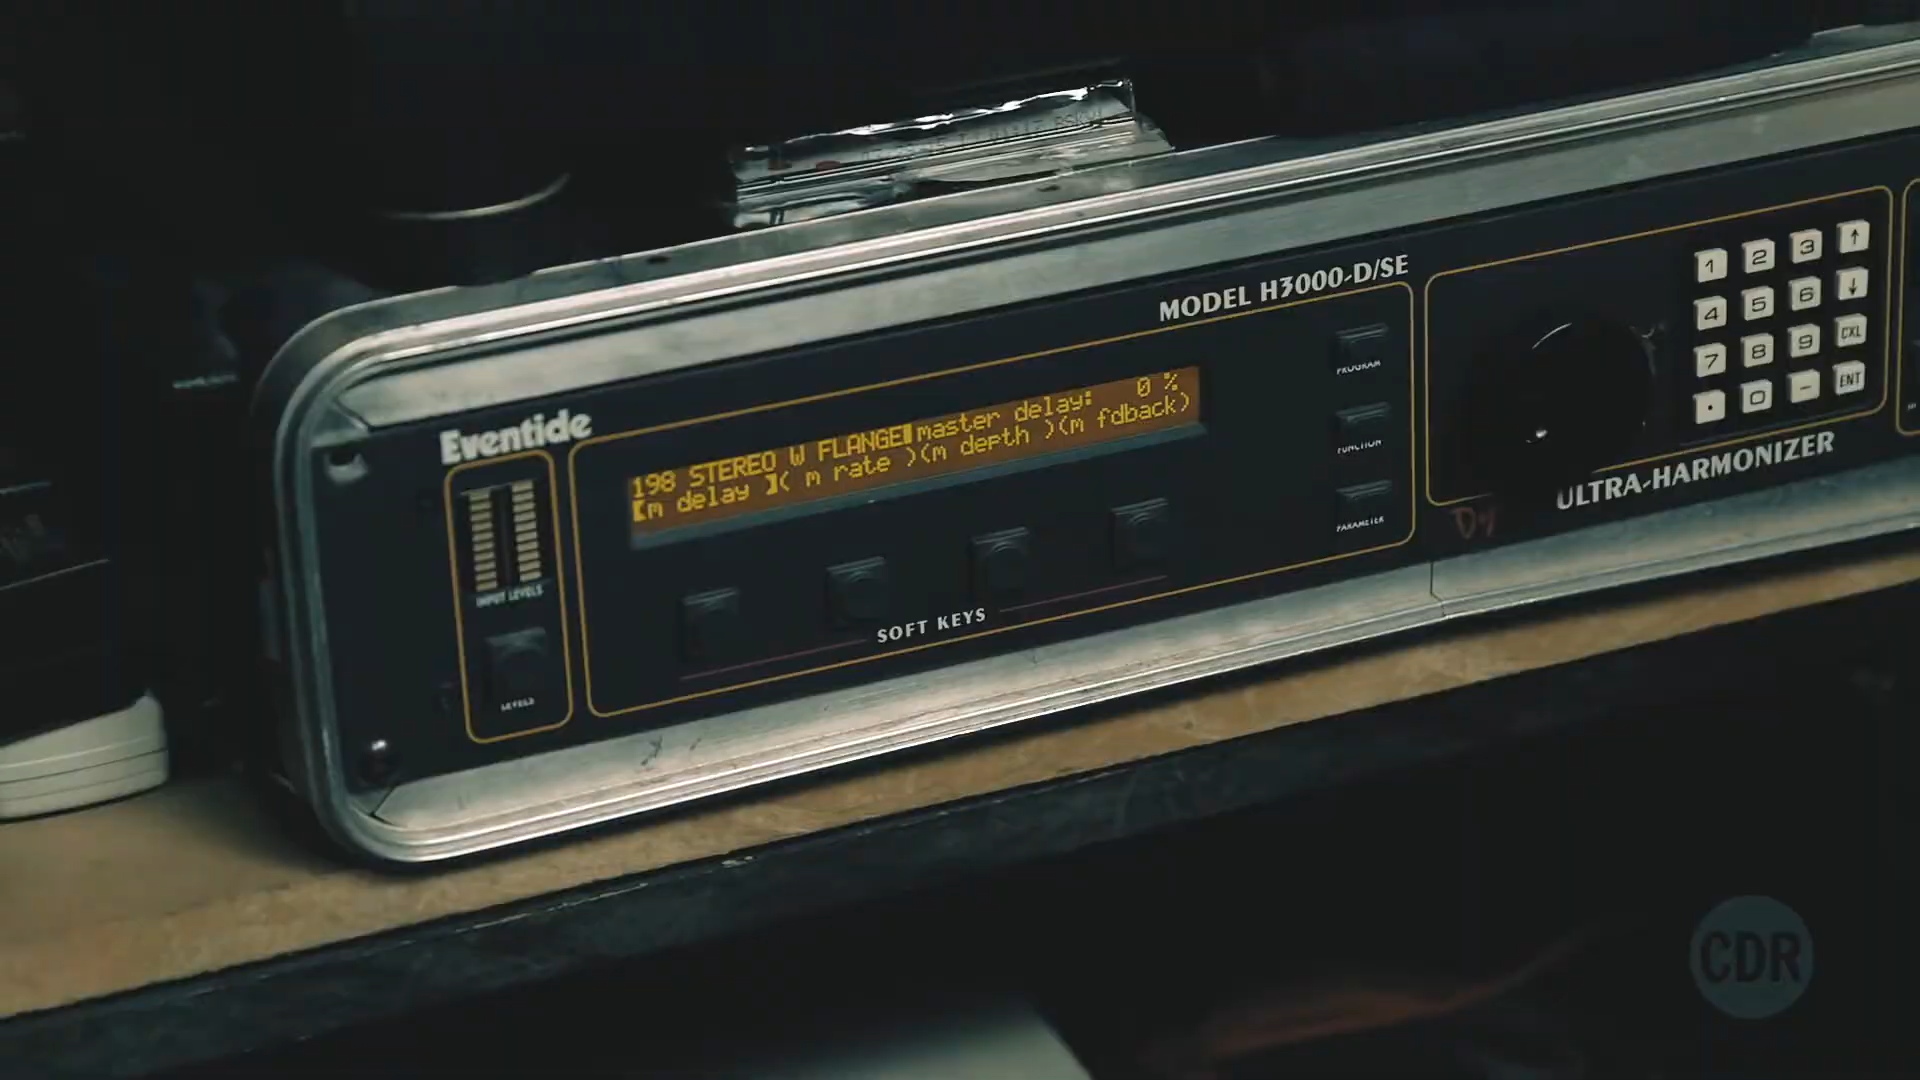 MODEL H3000-D/SE
Eventide
198 STEREO W FLANGE master delay: 0 %
[m delay ]( m rate )(m depth )(m fdback)
INPUT LEVELS
LEVELS
SOFT KEYS
PROGRAM
FUNCTION
PARAMETER
1 2 3 ↑
4 5 6 ↓
7 8 9 CXL
. 0 - ENT
ULTRA-HARMONIZER
CDR